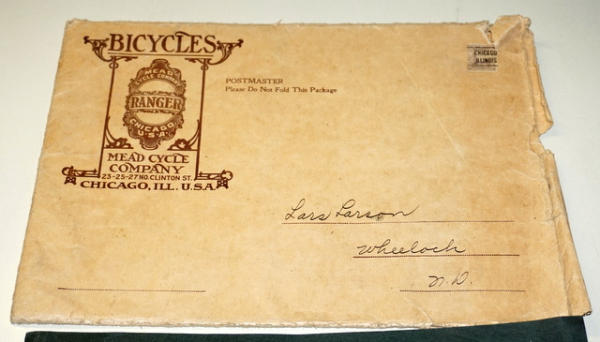 BICYCLES
MEAD
CYCLE COMPANY
RANGER
CHICAGO
U.S.A.
MEAD CYCLE
COMPANY
23-25-27 NO. CLINTON ST.
CHICAGO, ILL. U.S.A.
POSTMASTER
Please Do Not Fold This Package
CHICAGO
ILLINOIS
Lars Larson
Wheelock
N.D.